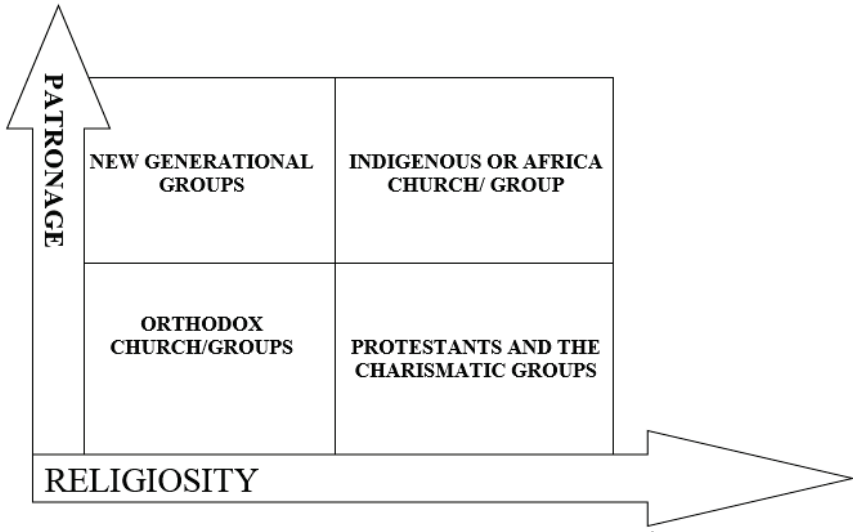 PATRONAGE
NEW GENERATIONAL
GROUPS
INDIGENOUS OR AFRICA
CHURCH/ GROUP
ORTHODOX
CHURCH/GROUPS
PROTESTANTS AND THE
CHARISMATIC GROUPS
RELIGIOSITY